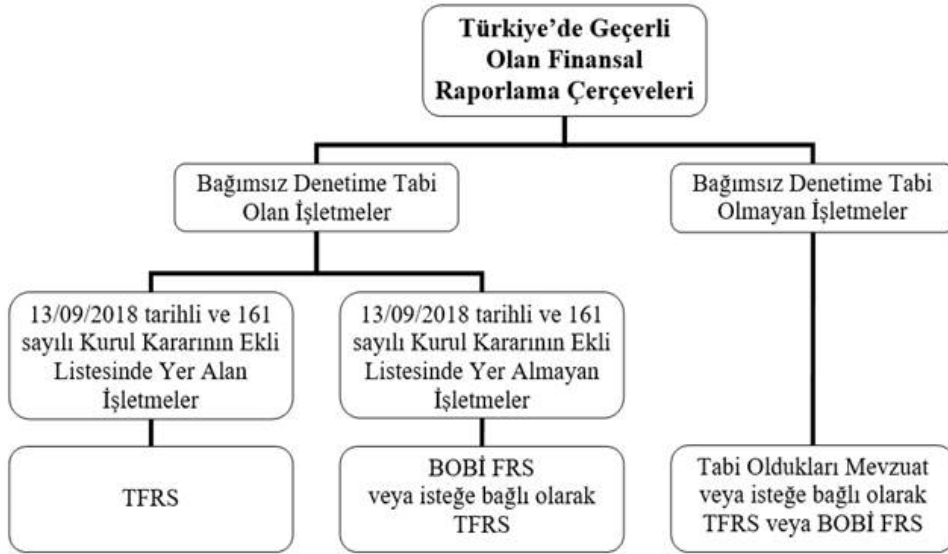 Türkiye’de Geçerli
Olan Finansal
Raporlama Çerçeveleri
Bağımsız Denetime Tabi
Olan İşletmeler
Bağımsız Denetime Tabi
Olmayan İşletmeler
13/09/2018 tarihli ve 161
sayılı Kurul Kararının Ekli
Listesinde Yer Alan
İşletmeler
13/09/2018 tarihli ve 161
sayılı Kurul Kararının Ekli
Listesinde Yer Almayan
İşletmeler
TFRS
BOBİ FRS
veya isteğe bağlı olarak
TFRS
Tabi Oldukları Mevzuat
veya isteğe bağlı olarak
TFRS veya BOBİ FRS